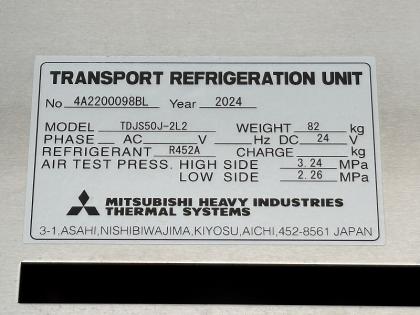 TRANSPORT REFRIGERATION UNIT
No 4A2200098BL Year 2024
MODEL TDJS50J-2L2 WEIGHT 82 kg
PHASE AC V Hz DC 24 V
REFRIGERANT R452A CHARGE kg
AIR TEST PRESS. HIGH SIDE 3.24 MPa
LOW SIDE 2.26 MPa
MITSUBISHI HEAVY INDUSTRIES
THERMAL SYSTEMS
3-1,ASAHI,NISHIBIWAJIMA,KIYOSU,AICHI,452-8561 JAPAN